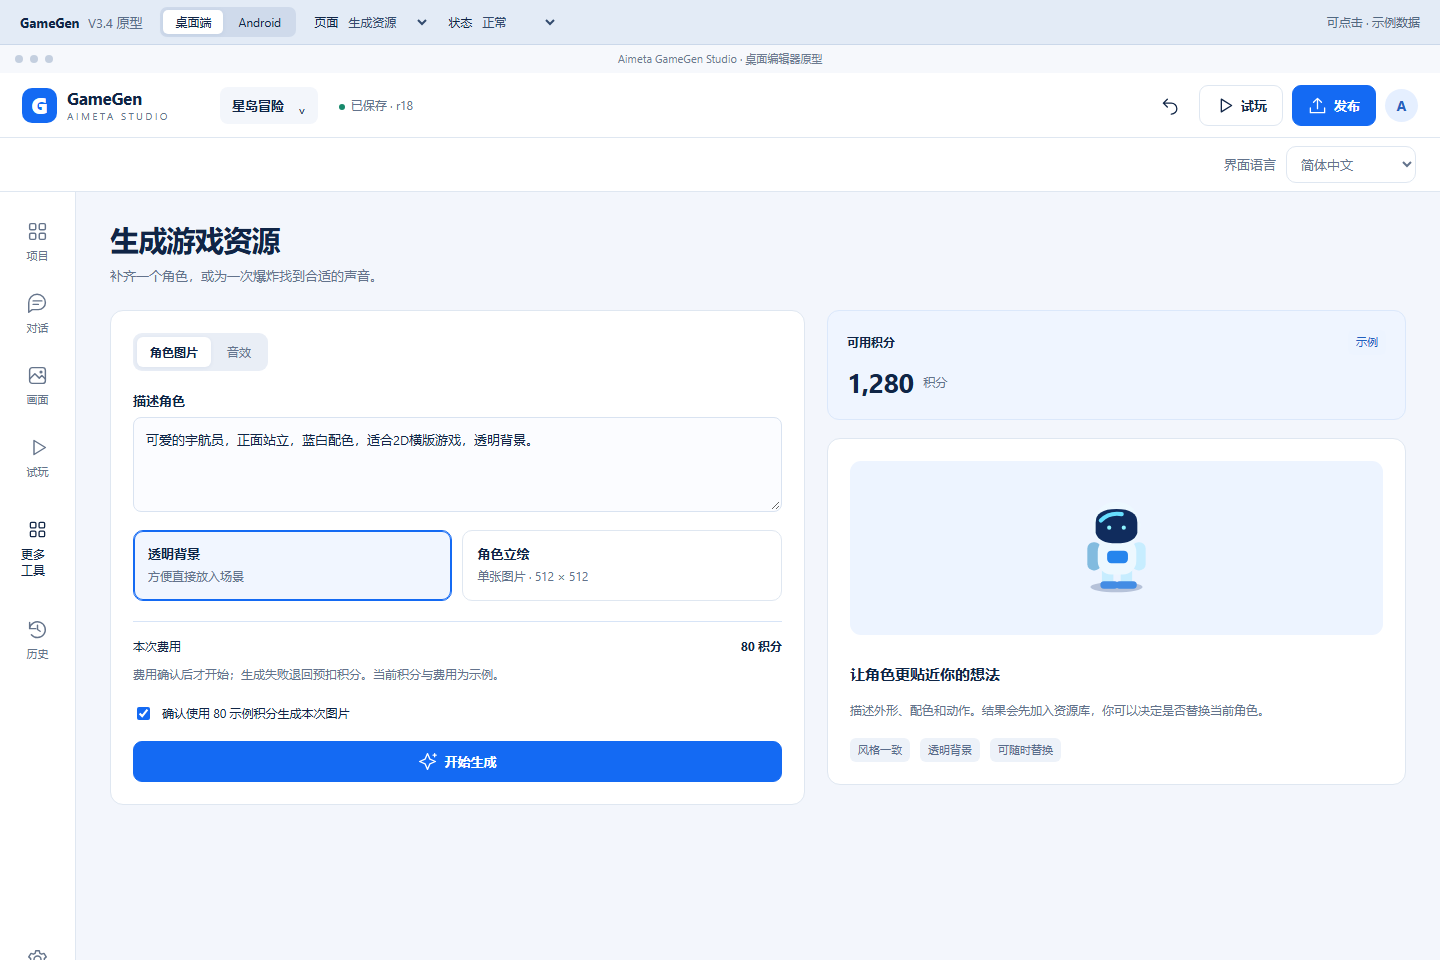 GameGen V3.4 原型 桌面端 Android 页面 生成资源 状态 正常 可点击 · 示例数据
Aimeta GameGen Studio · 桌面编辑器原型
G GameGen
AIMETA STUDIO
星岛冒险 已保存 · r18 试玩 发布 A
界面语言 简体中文
项目
对话
画面
试玩
更多
工具
历史
生成游戏资源
补齐一个角色，或为一次爆炸找到合适的声音。
角色图片 音效
描述角色
可爱的宇航员，正面站立，蓝白配色，适合2D横版游戏，透明背景。
透明背景
方便直接放入场景
角色立绘
单张图片 · 512 × 512
本次费用 80 积分
费用确认后才开始；生成失败退回预扣积分。当前积分与费用为示例。
确认使用 80 示例积分生成本次图片
开始生成
可用积分 示例
1,280 积分
让角色更贴近你的想法
描述外形、配色和动作。结果会先加入资源库，你可以决定是否替换当前角色。
风格一致 透明背景 可随时替换